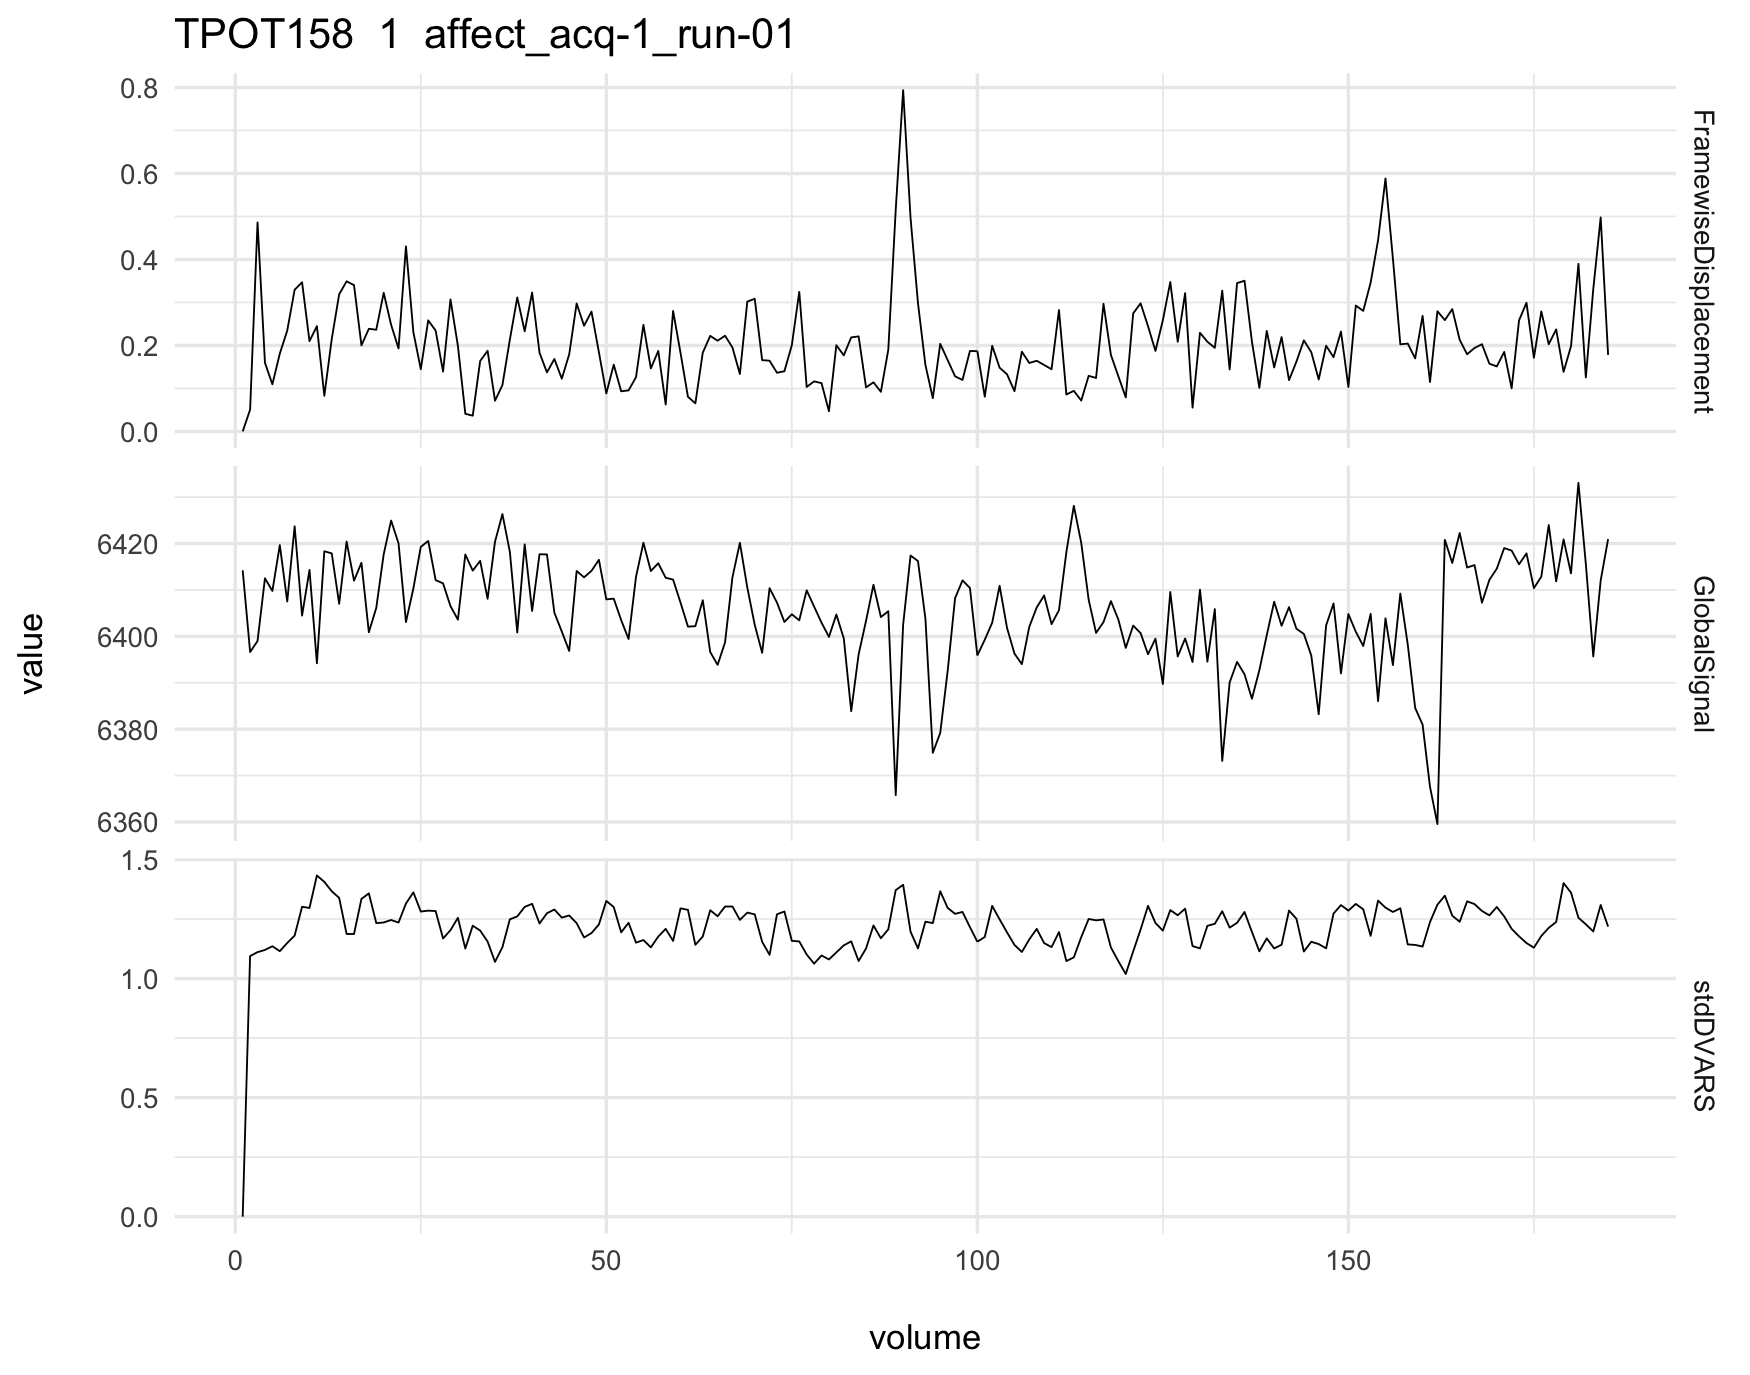 TPOT158 1 affect_acq-1_run-01
0.8
0.6
0.4
0.2
0.0
FramewiseDisplacement
6420
6400
6380
6360
GlobalSignal
1.5
1.0
0.5
0.0
stdDVARS
value
0 50 100 150
volume